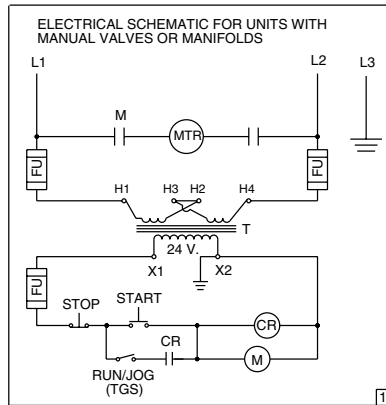 ELECTRICAL SCHEMATIC FOR UNITS WITH
MANUAL VALVES OR MANIFOLDS
L1
L2
L3
M
MTR
FU
FU
H1
H3
H2
H4
T
24 V.
X1
X2
FU
STOP
START
CR
CR
M
RUN/JOG
(TGS)
1